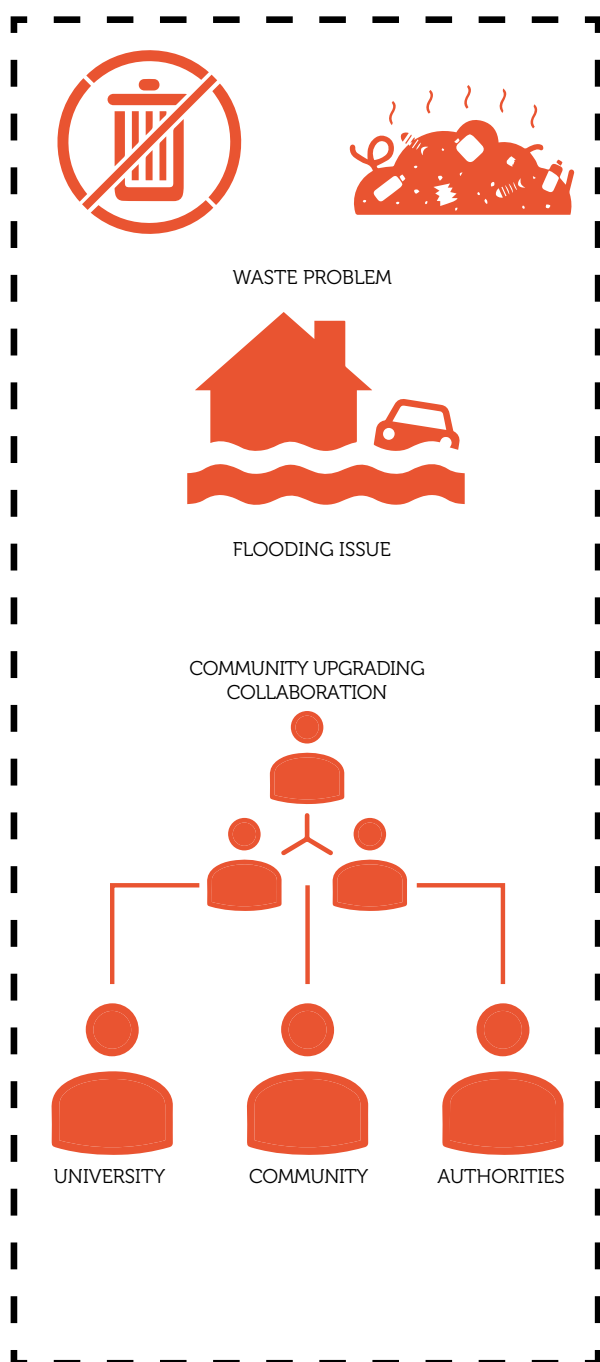 WASTE PROBLEM
FLOODING ISSUE
COMMUNITY UPGRADING
COLLABORATION
UNIVERSITY
COMMUNITY
AUTHORITIES